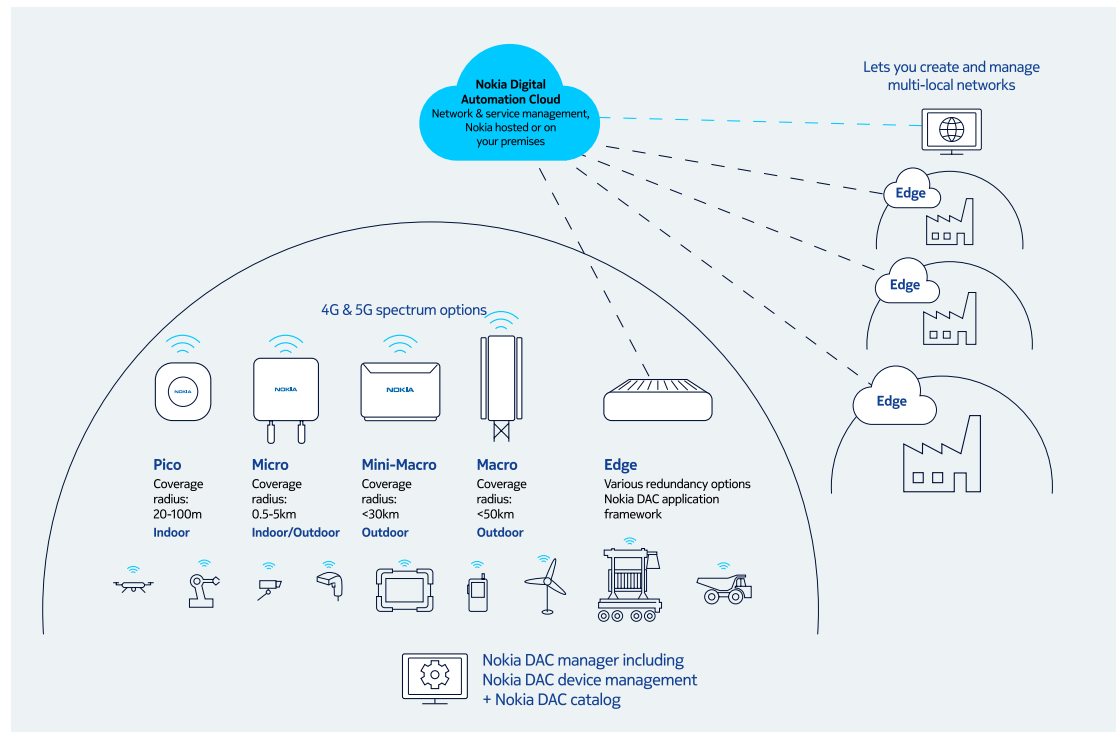 Nokia Digital
Automation Cloud
Network & service management,
Nokia hosted or on
your premises
Lets you create and manage
multi-local networks
Edge
Edge
Edge
4G & 5G spectrum options
NOKIA
NOKIA
NOKIA
Pico
Coverage
radius:
20-100m
Indoor
Micro
Coverage
radius:
0.5-5km
Indoor/Outdoor
Mini-Macro
Coverage
radius:
<30km
Outdoor
Macro
Coverage
radius:
<50km
Outdoor
Edge
Various redundancy options
Nokia DAC application
framework
Nokia DAC manager including
Nokia DAC device management
+ Nokia DAC catalog